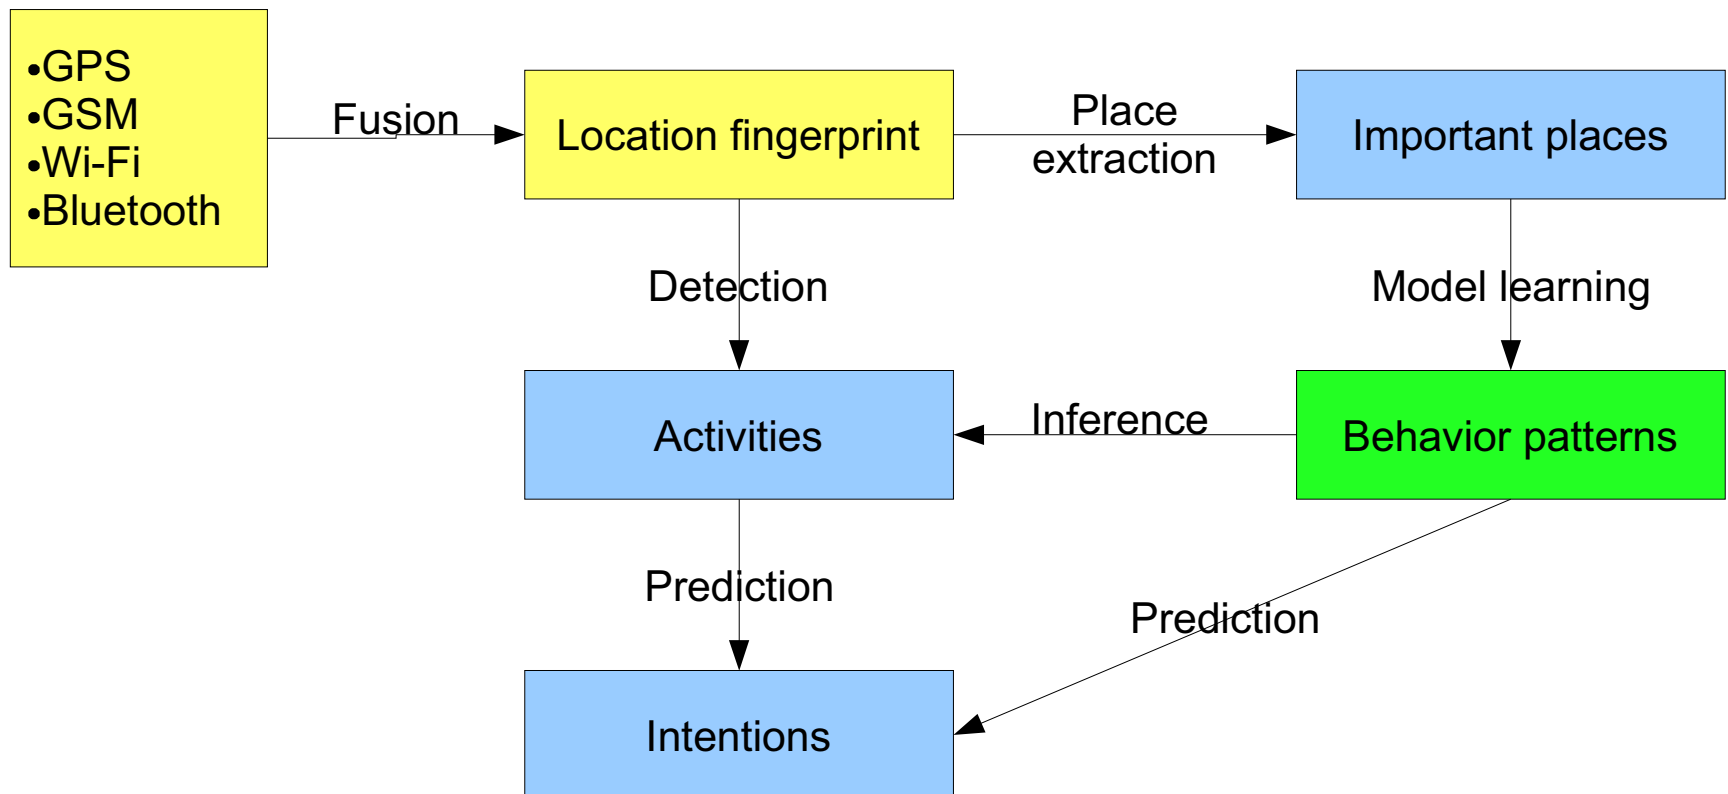 •GPS
•GSM
•Wi-Fi
•Bluetooth
Fusion
Location fingerprint
Place
extraction
Important places
Detection
Model learning
Activities
Inference
Behavior patterns
Prediction
Prediction
Intentions